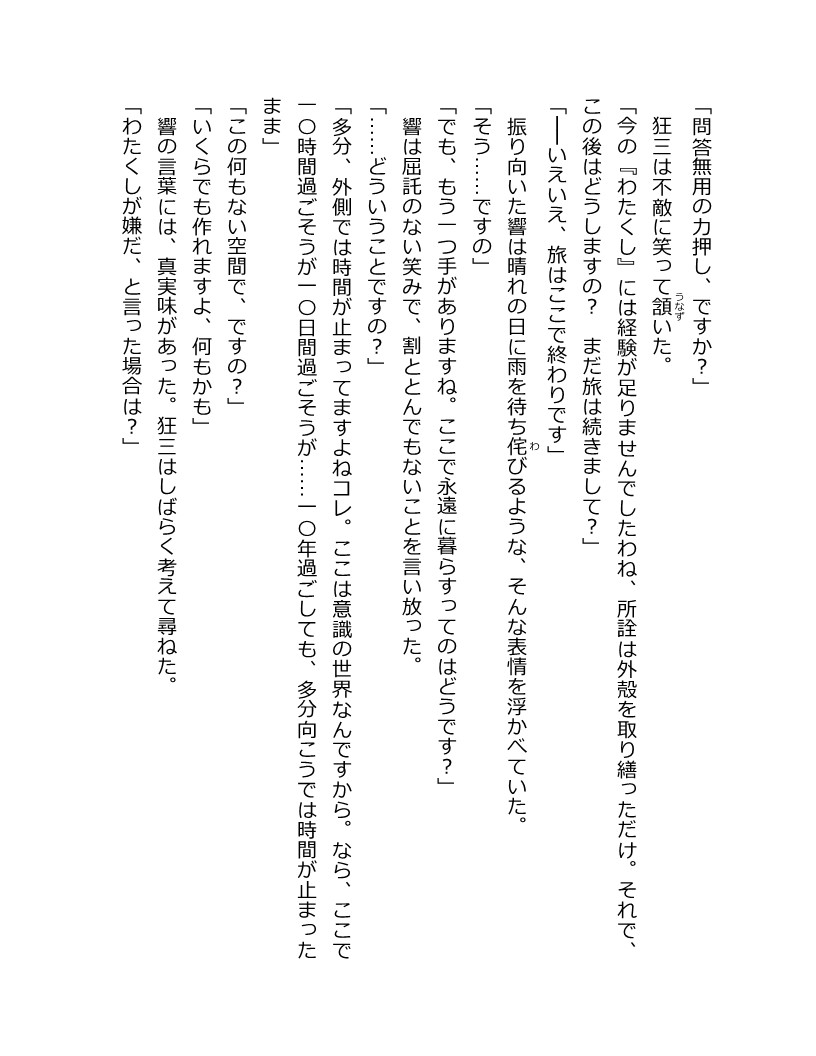 「問答無用の力押し、ですか？」
狂三は不敵に笑って頷いた。
うなず
「今の『わたくし』には経験が足りませんでしたわね、所詮は外殻を取り繕っただけ。それで、
この後はどうしますの？　まだ旅は続きまして？」
「――いえいえ、旅はここで終わりです」
振り向いた響は晴れの日に雨を待ち侘びるような、そんな表情を浮かべていた。
わ
「そう……ですの」
「でも、もう一つ手がありますね。ここで永遠に暮らすってのはどうです？」
響は屈託のない笑みで、割ととんでもないことを言い放った。
「……どういうことですの？」
「多分、外側では時間が止まってますよねコレ。ここは意識の世界なんですから。なら、ここで
一〇時間過ごそうが一〇日間過ごそうが……一〇年過ごしても、多分向こうでは時間が止まった
まま」
「この何もない空間で、ですの？」
「いくらでも作れますよ、何もかも」
響の言葉には、真実味があった。狂三はしばらく考えて尋ねた。
「わたくしが嫌だ、と言った場合は？」